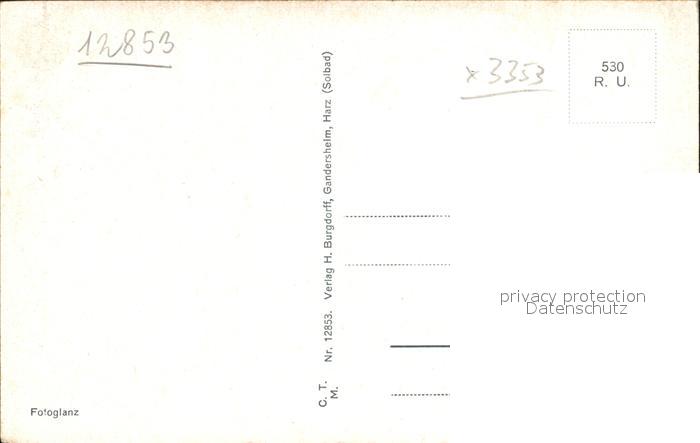 12853
x 3353
530
R. U.
C. T.
M.
Nr. 12853. Verlag H. Burgdorff, Gandersheim, Harz (Solbad)
privacy protection
Datenschutz
Fotoglanz